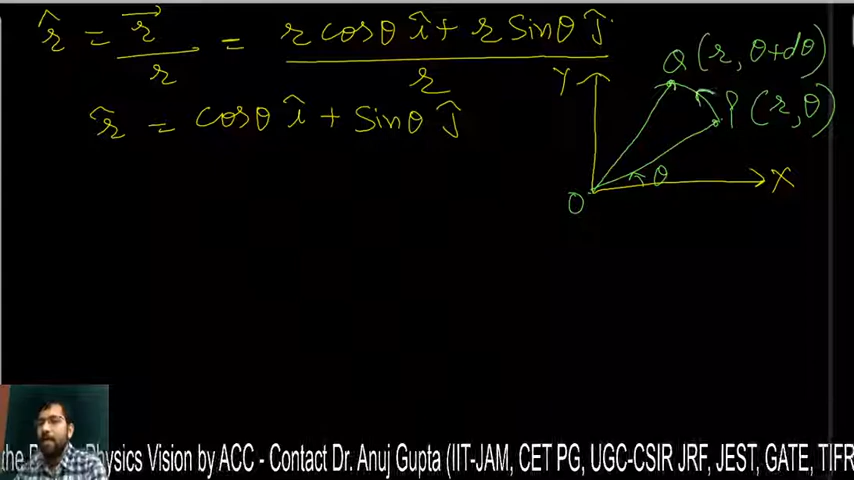 r̂ = r⃗ / r = r cosθ î + r Sinθ ĵ / r
r̂ = cosθ î + Sinθ ĵ
Y
Q (r, θ+dθ)
P (r, θ)
θ
X
O
the Physics Vision by ACC - Contact Dr. Anuj Gupta (IIT-JAM, CET PG, UGC-CSIR JRF, JEST, GATE, TIFR